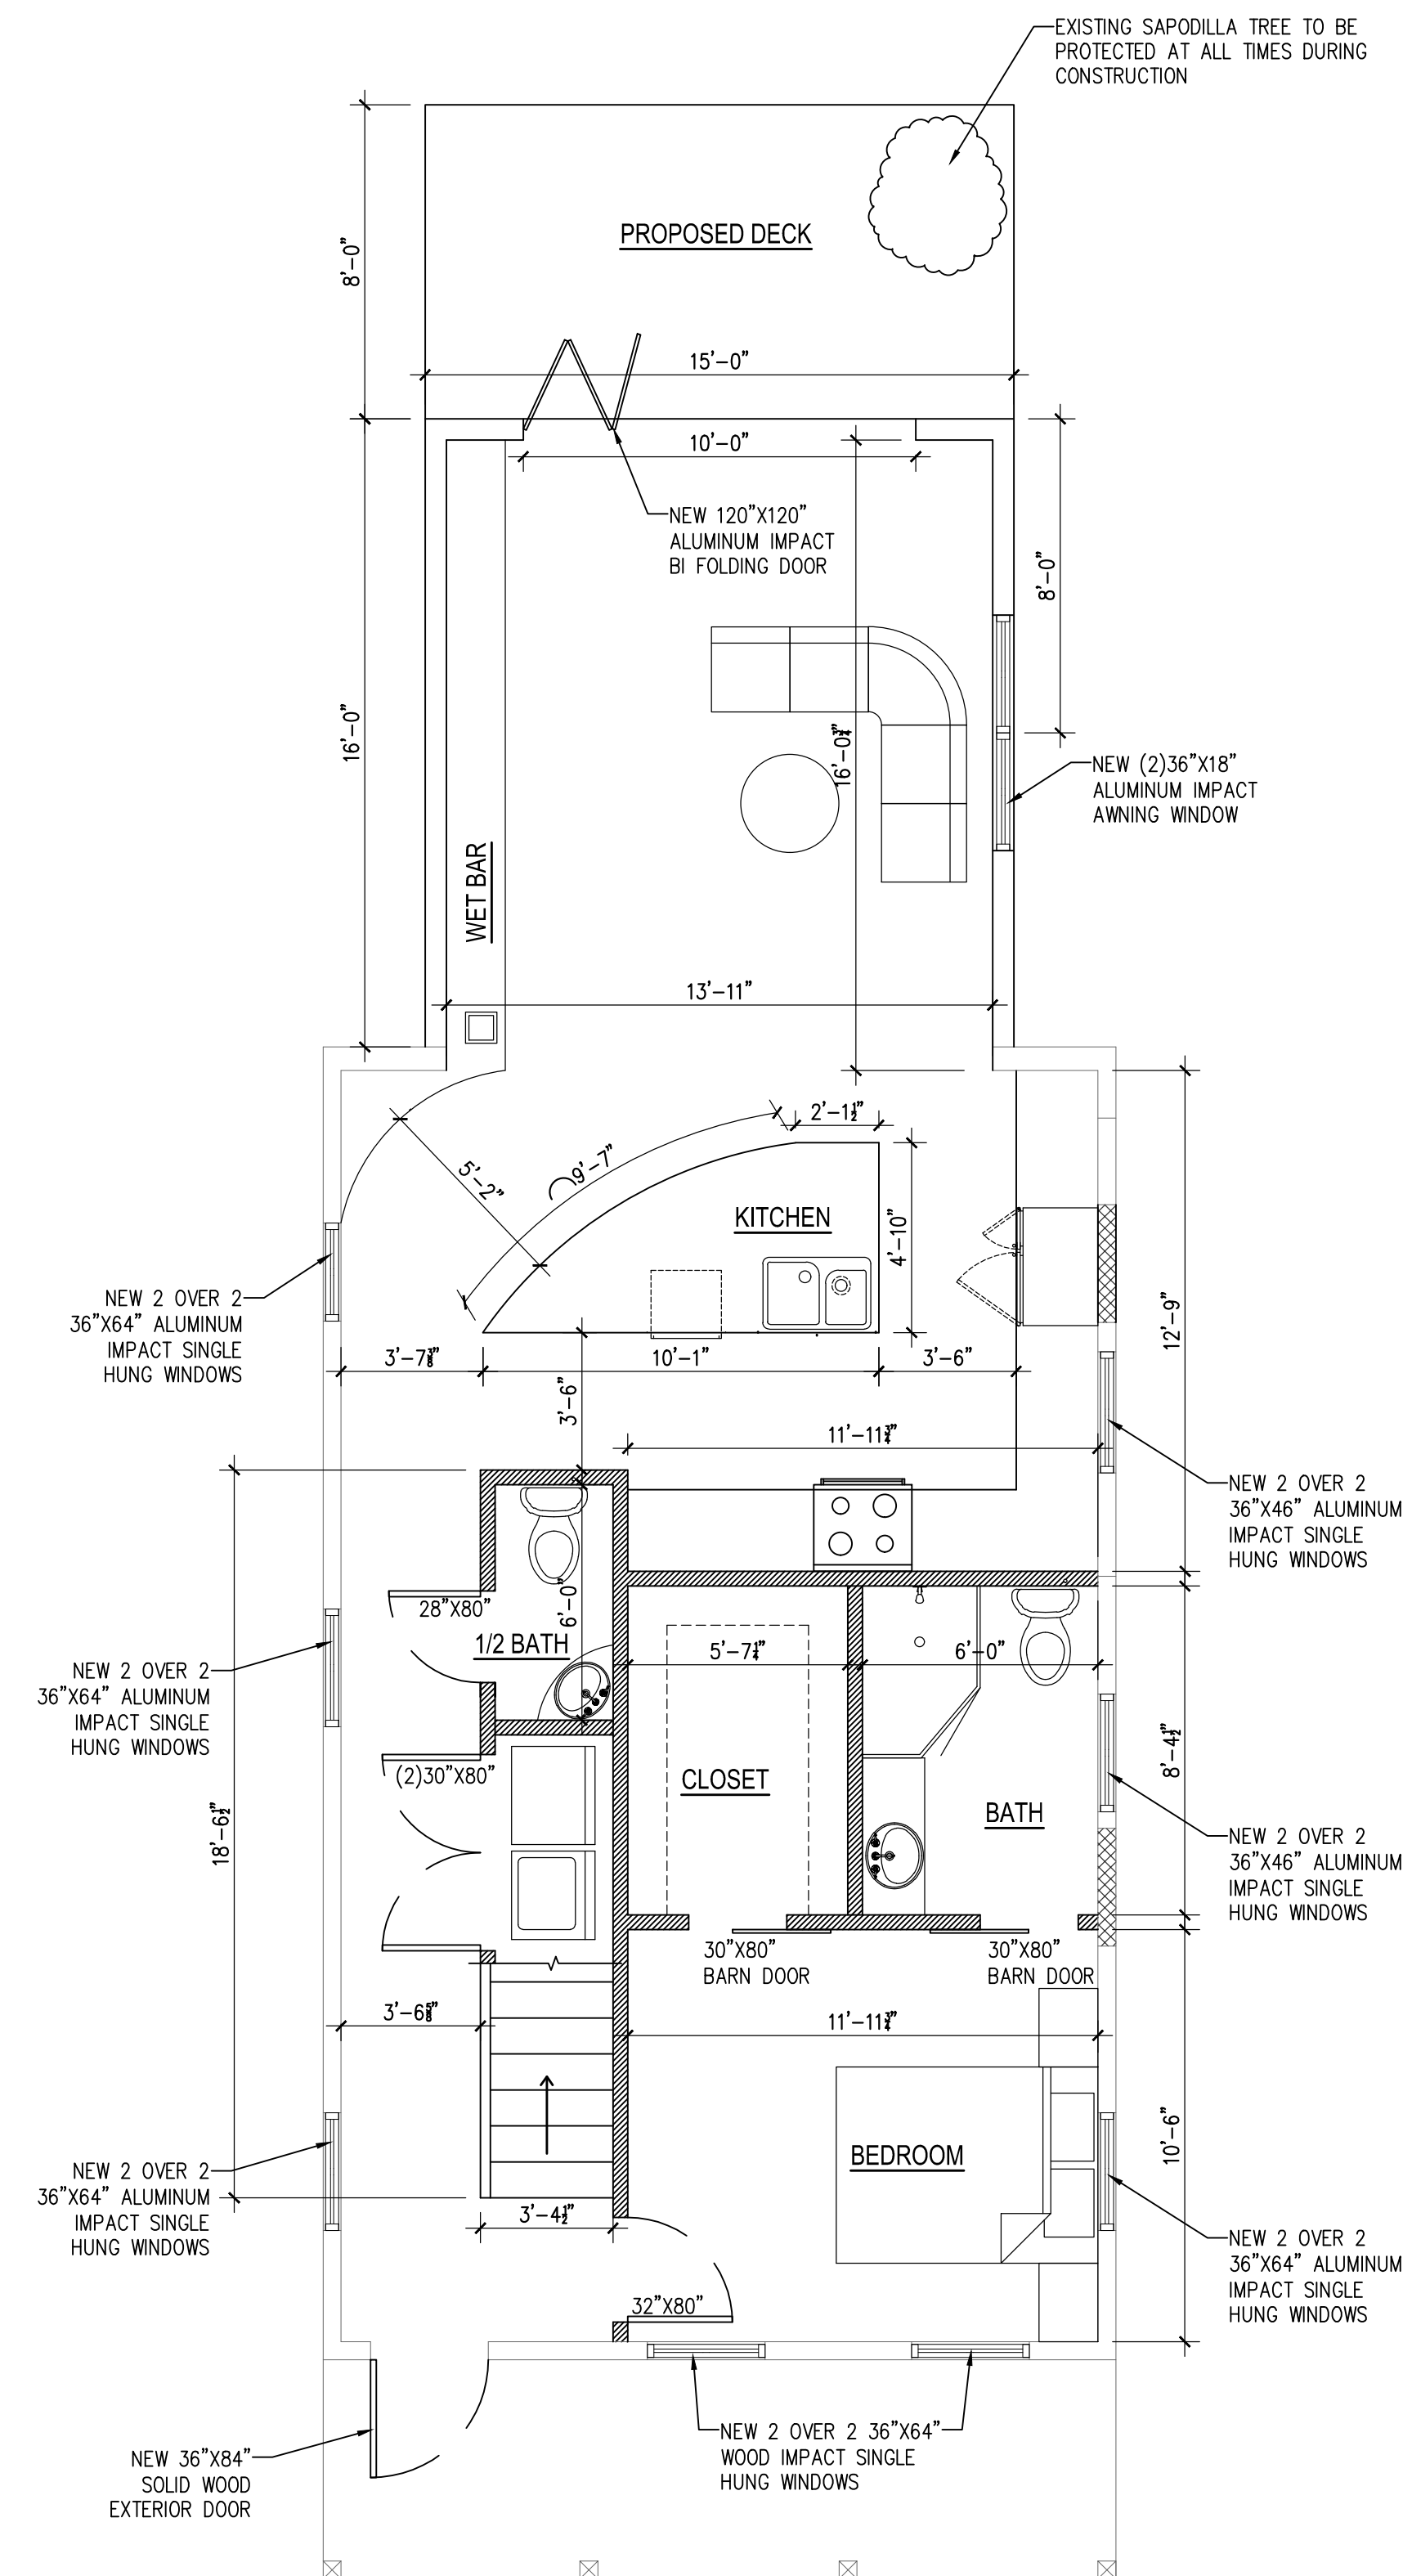 EXISTING SAPODILLA TREE TO BE
PROTECTED AT ALL TIMES DURING
CONSTRUCTION
PROPOSED DECK
8'-0"
15'-0"
10'-0"
NEW 120"X120"
ALUMINUM IMPACT
BI FOLDING DOOR
8'-0"
16'-0"
16'-0¾"
NEW (2)36"X18"
ALUMINUM IMPACT
AWNING WINDOW
WET BAR
13'-11"
2'-1½"
9'-7"
5'-2"
KITCHEN
4'-10"
NEW 2 OVER 2
36"X64" ALUMINUM
IMPACT SINGLE
HUNG WINDOWS
12'-9"
3'-7⅜"
10'-1"
3'-6"
3'-6"
11'-11¾"
NEW 2 OVER 2
36"X46" ALUMINUM
IMPACT SINGLE
HUNG WINDOWS
28"X80"
6'-0"
1/2 BATH
5'-7¼"
6'-0"
NEW 2 OVER 2
36"X64" ALUMINUM
IMPACT SINGLE
HUNG WINDOWS
(2)30"X80"
CLOSET
BATH
8'-4½"
18'-6½"
NEW 2 OVER 2
36"X46" ALUMINUM
IMPACT SINGLE
HUNG WINDOWS
30"X80"
BARN DOOR
30"X80"
BARN DOOR
3'-6⅝"
11'-11¾"
BEDROOM
10'-6"
NEW 2 OVER 2
36"X64" ALUMINUM
IMPACT SINGLE
HUNG WINDOWS
3'-4½"
NEW 2 OVER 2
36"X64" ALUMINUM
IMPACT SINGLE
HUNG WINDOWS
32"X80"
NEW 2 OVER 2 36"X64"
WOOD IMPACT SINGLE
HUNG WINDOWS
NEW 36"X84"
SOLID WOOD
EXTERIOR DOOR